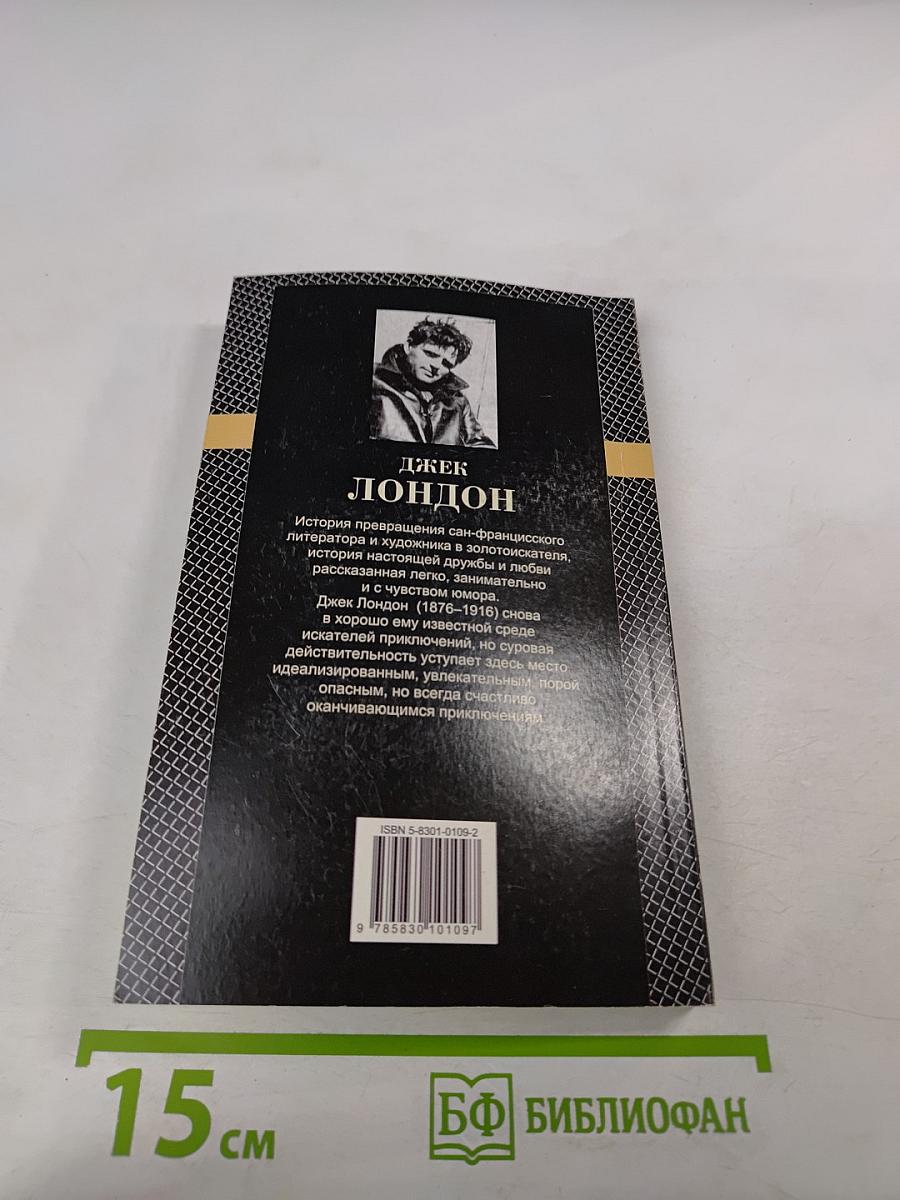 ДЖЕК
ЛОНДОН
История превращения сан-францисского
литератора и художника в золотоискателя,
история настоящей дружбы и любви
рассказанная легко, занимательно
и с чувством юмора.
Джек Лондон (1876–1916) снова
в хорошо ему известной среде
искателей приключений, но суровая
действительность уступает здесь место
идеализированным, увлекательным, порой
опасным, но всегда счастливо
оканчивающимся приключениям
ISBN 5-8301-0109-2
9 785830 101097
15 см
БФ БИБЛИОФАН